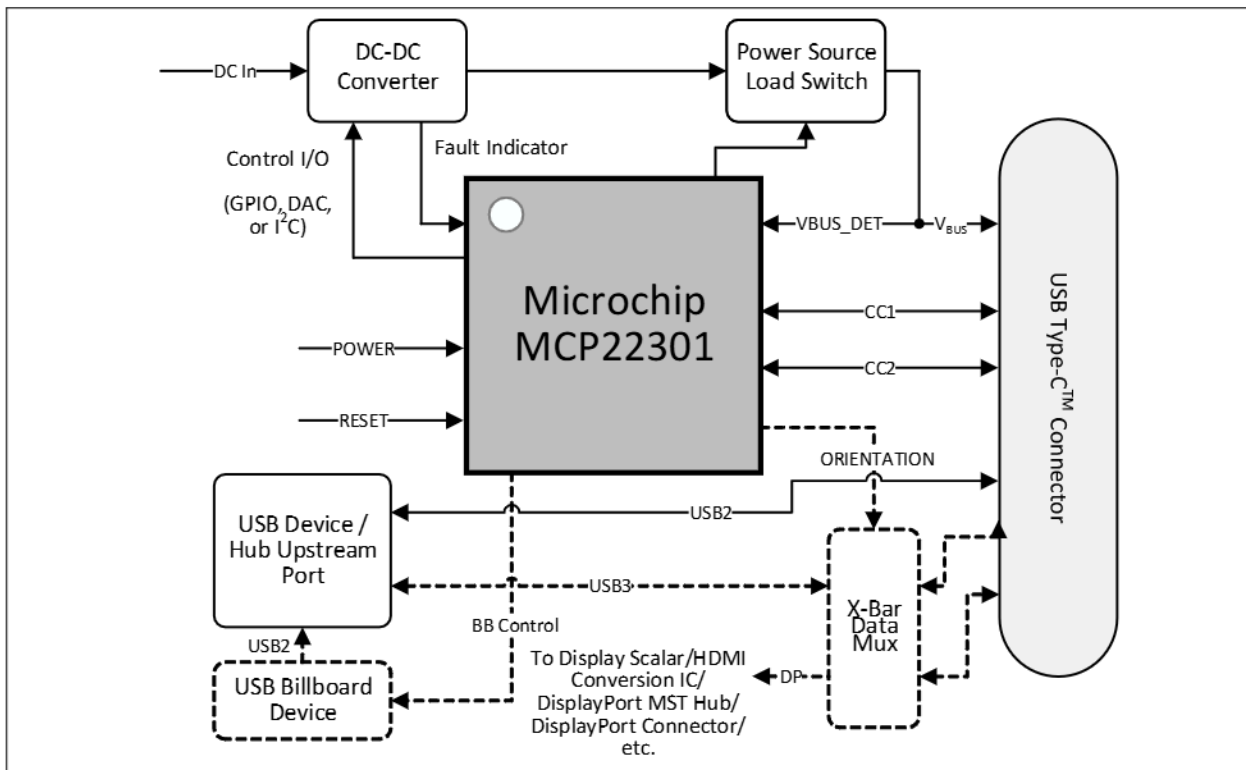 DC-DC
Converter
Power Source
Load Switch
DC In
Control I/O
(GPIO, DAC,
or I²C)
Fault Indicator
Microchip
MCP22301
VBUS_DET
VBUS
CC1
CC2
POWER
RESET
ORIENTATION
USB Type-C™ Connector
USB Device /
Hub Upstream
Port
USB2
USB3
BB Control
X-Bar
Data
Mux
USB2
USB Billboard
Device
To Display Scalar/HDMI
Conversion IC/
DisplayPort MST Hub/
DisplayPort Connector/
etc.
DP